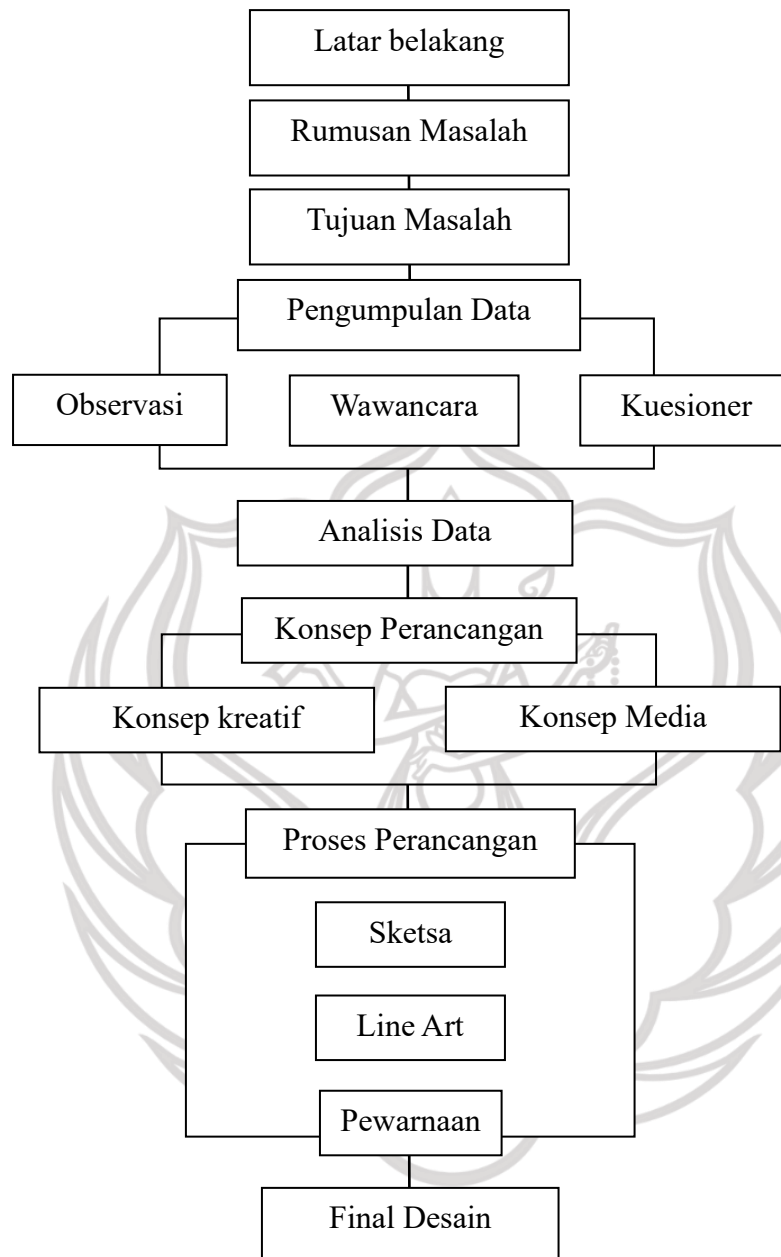 Latar belakang
Rumusan Masalah
Tujuan Masalah
Pengumpulan Data
Observasi
Wawancara
Kuesioner
Analisis Data
Konsep Perancangan
Konsep kreatif
Konsep Media
Proses Perancangan
Sketsa
Line Art
Pewarnaan
Final Desain